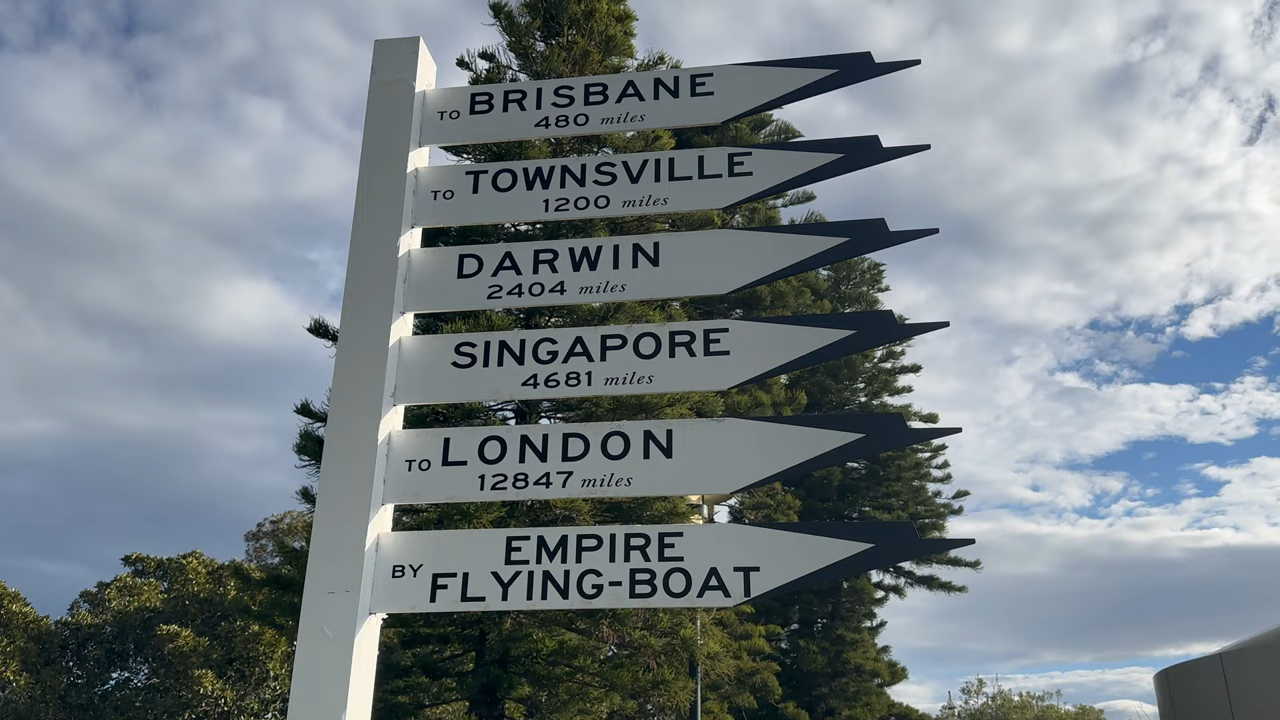 TO BRISBANE
480 miles
TO TOWNSVILLE
1200 miles
DARWIN
2404 miles
SINGAPORE
4681 miles
TO LONDON
12847 miles
BY EMPIRE
FLYING-BOAT